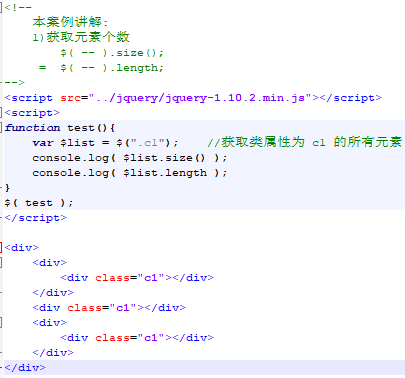 <!--
本案例讲解:
1)获取元素个数
$( -- ).size();
= $( -- ).length;
-->
<script src="../jquery/jquery-1.10.2.min.js"></script>
<script>
function test(){
var $list = $(".c1"); //获取类属性为 c1 的所有元素
console.log( $list.size() );
console.log( $list.length );
}
$( test );
</script>
<div>
<div>
<div class="c1"></div>
</div>
<div class="c1"></div>
<div>
<div class="c1"></div>
</div>
</div>